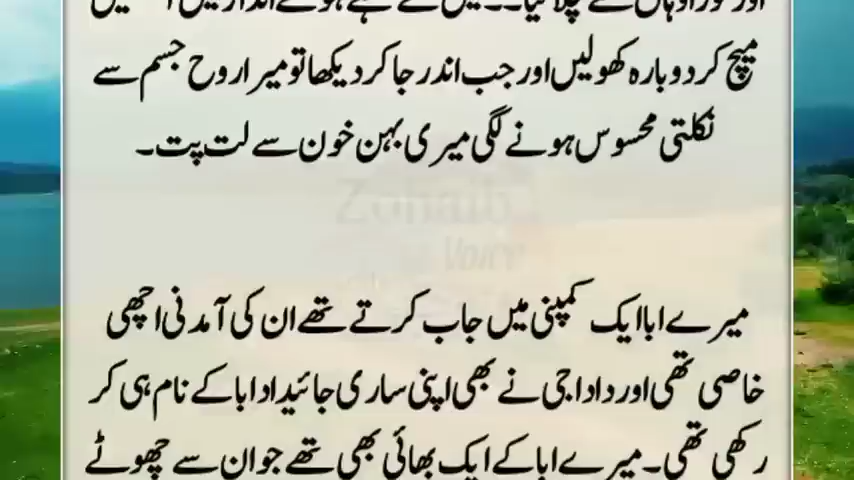 میچ کر دوبارہ کھولیں اور جب اندر جا کر دیکھا تو میرا روح جسم سے
نکلتی محسوس ہونے لگی میری بہن خون سے لت پت۔
Zohaib
Voice
میرے ابا ایک کمپنی میں جاب کرتے تھے ان کی آمدنی اچھی
خاصی تھی اور دادا جی نے بھی اپنی ساری جائیداد ابا کے نام ہی کر
رکھی تھی۔ میرے ابا کے ایک بھائی بھی تھے جو ان سے چھوٹے